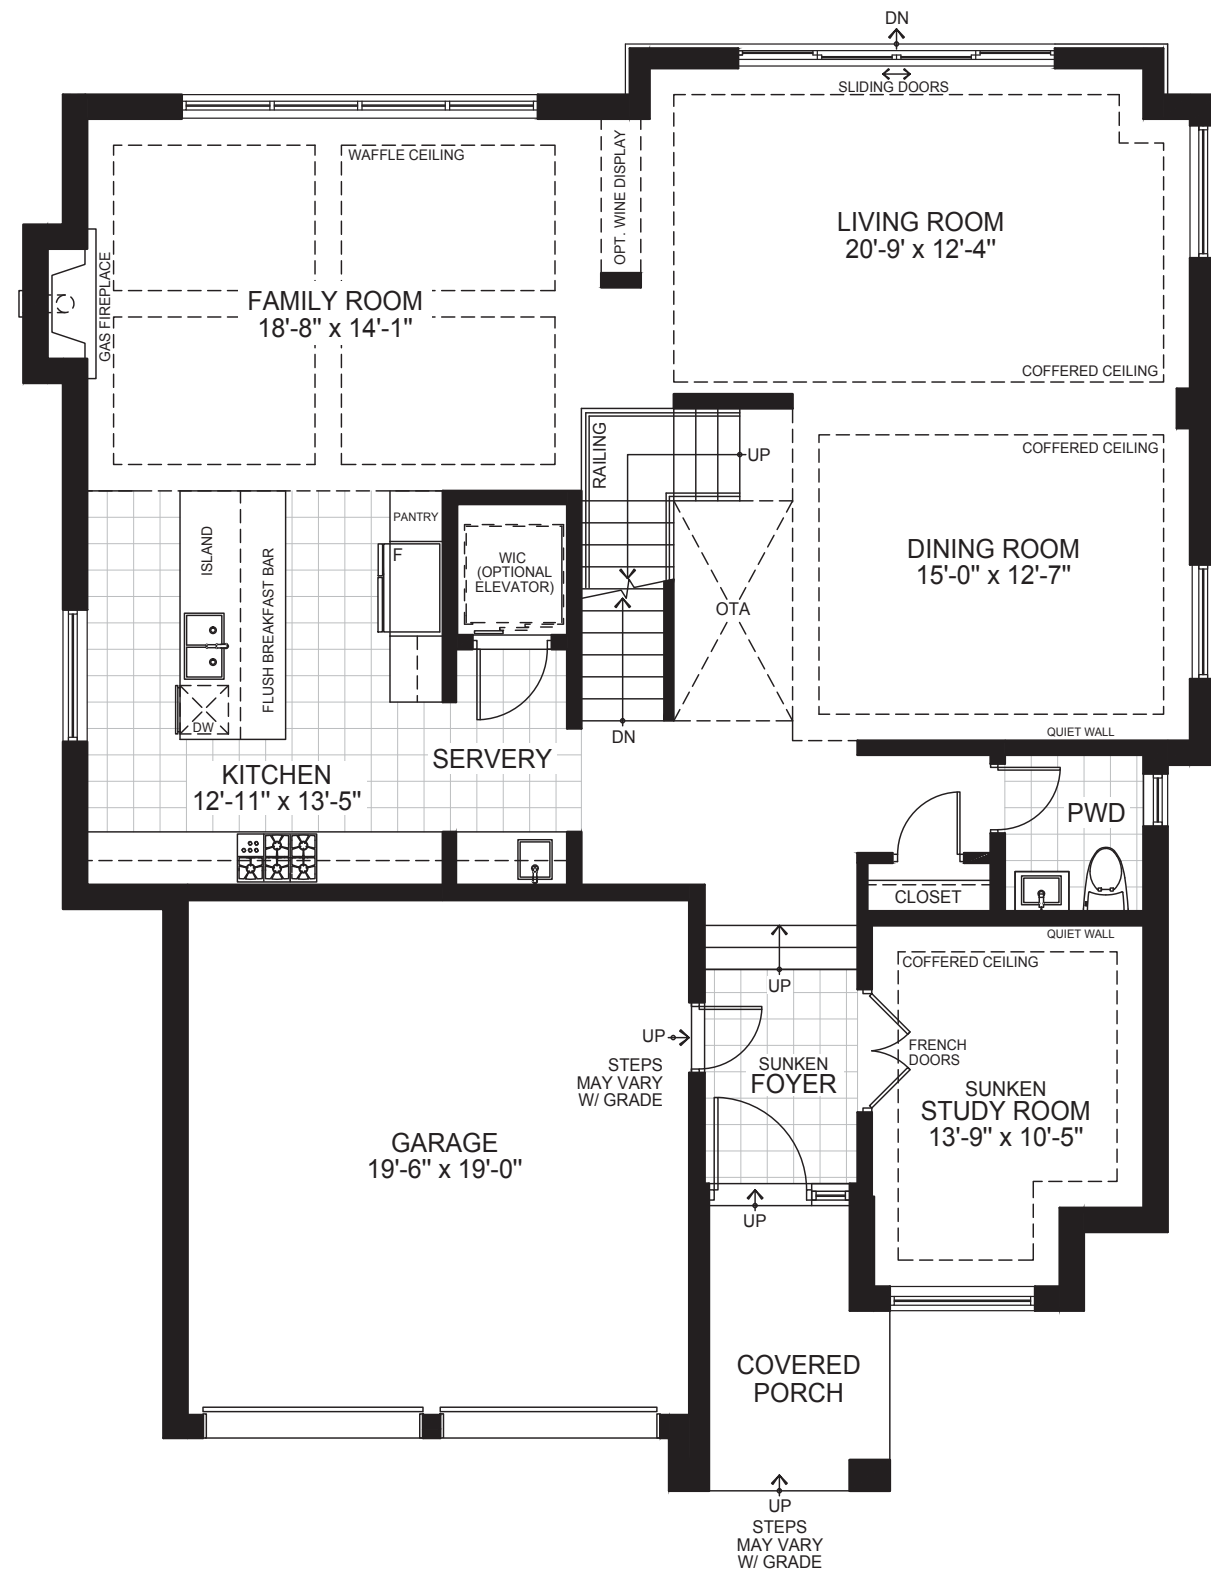 DN
SLIDING DOORS
WAFFLE CEILING
OPT. WINE DISPLAY
LIVING ROOM
20'-9' x 12'-4"
GAS FIREPLACE
FAMILY ROOM
18'-8" x 14'-1"
COFFERED CEILING
RAILING
UP
COFFERED CEILING
PANTRY
ISLAND
FLUSH BREAKFAST BAR
F
WIC
(OPTIONAL
ELEVATOR)
DINING ROOM
15'-0" x 12'-7"
OTA
DW
DN
QUIET WALL
SERVERY
KITCHEN
12'-11" x 13'-5"
PWD
CLOSET
QUIET WALL
COFFERED CEILING
UP
UP
STEPS
MAY VARY
W/ GRADE
SUNKEN
FOYER
FRENCH
DOORS
SUNKEN
STUDY ROOM
13'-9" x 10'-5"
GARAGE
19'-6" x 19'-0"
UP
COVERED
PORCH
UP
STEPS
MAY VARY
W/ GRADE